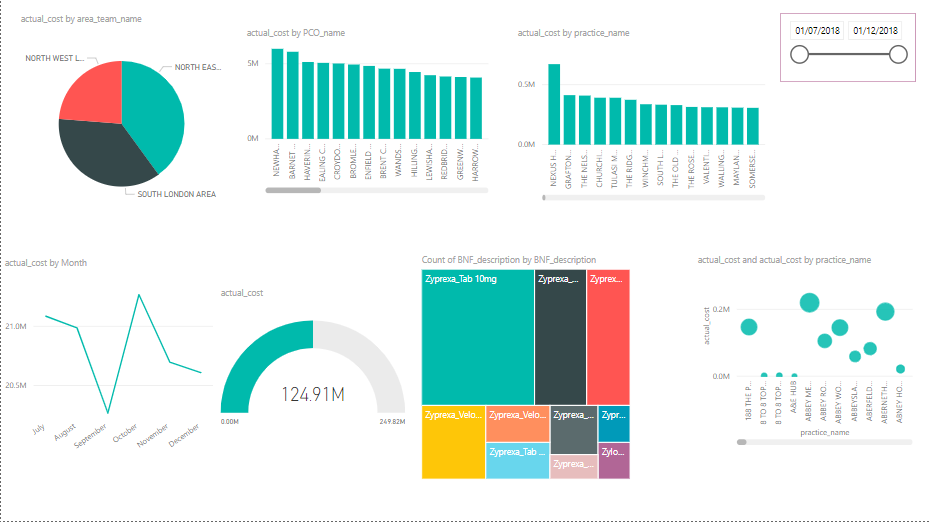 actual_cost by area_team_name
NORTH WEST L...
NORTH EAS...
SOUTH LONDON AREA
actual_cost by PCO_name
5M
0M
NEWHA...
BARNET ...
HAVERIN...
EALING C...
CROYDO...
BROMLE...
ENFIELD ...
BRENT C...
WANDS...
HILLING...
LEWISHA...
REDBRID...
GREENW...
HARROW...
actual_cost by practice_name
0.5M
0.0M
NEXUS H...
GRAFTON...
THE NELS...
CHURCHI...
TULASI M...
THE RIDG...
WINCHM...
SOUTH L...
THE OLD ...
THE ROSE...
VALENTI...
WALLING...
MAYLAN...
SOMERSE...
01/07/2018
01/12/2018
actual_cost by Month
21.0M
20.5M
July
August
September
October
November
December
actual_cost
124.91M
0.00M
249.82M
Count of BNF_description by BNF_description
Zyprexa_Tab 10mg
Zyprexa_...
Zyprex...
Zyprexa_Velo...
Zyprexa_Velo...
Zyprexa_...
Zypr...
Zyprexa_Tab ...
Zyprexa_...
Zylo...
actual_cost and actual_cost by practice_name
actual_cost
0.2M
0.0M
188 THE P...
8 TO 8 TOP...
8 TO 8 TOP...
A&E HUB
ABBEY ME...
ABBEY RO...
ABBEY WO...
ABBEYSLA...
ABERFELD...
ABERNETH...
ABNEY HO...
practice_name